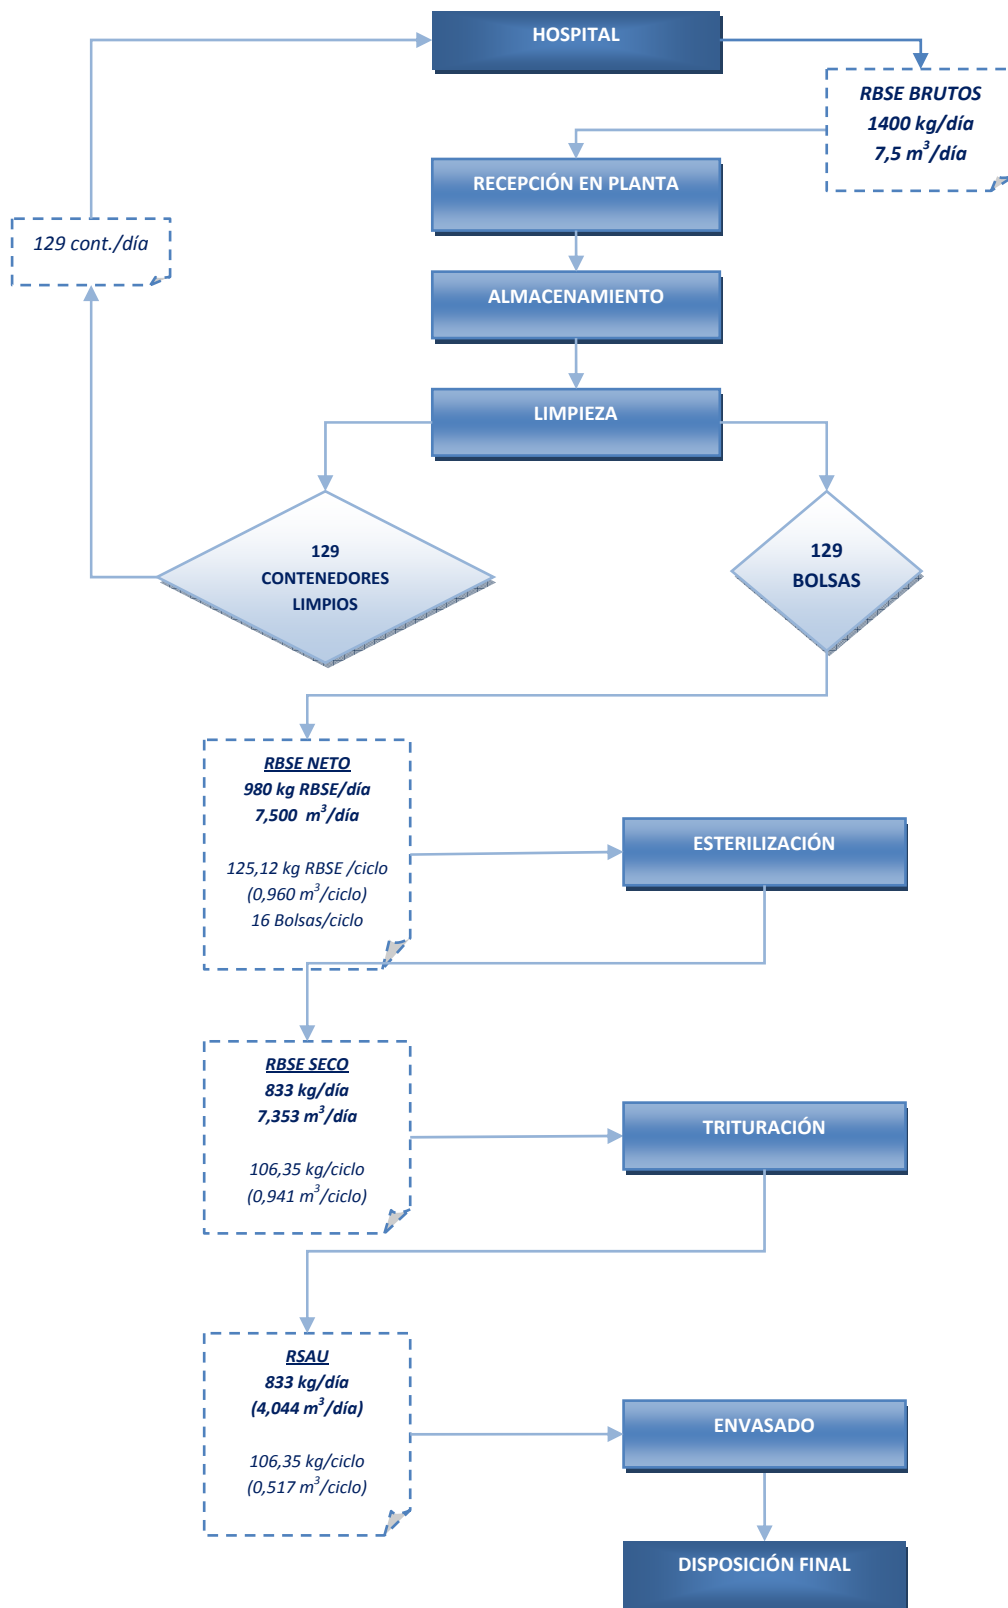 HOSPITAL
RBSE BRUTOS
1400 kg/día
7,5 m³/día
RECEPCIÓN EN PLANTA
129 cont./día
ALMACENAMIENTO
LIMPIEZA
129
CONTENEDORES
LIMPIOS
129
BOLSAS
RBSE NETO
980 kg RBSE/día
7,500 m³/día
125,12 kg RBSE /ciclo
(0,960 m³/ciclo)
16 Bolsas/ciclo
ESTERILIZACIÓN
RBSE SECO
833 kg/día
7,353 m³/día
106,35 kg/ciclo
(0,941 m³/ciclo)
TRITURACIÓN
RSAU
833 kg/día
(4,044 m³/día)
106,35 kg/ciclo
(0,517 m³/ciclo)
ENVASADO
DISPOSICIÓN FINAL